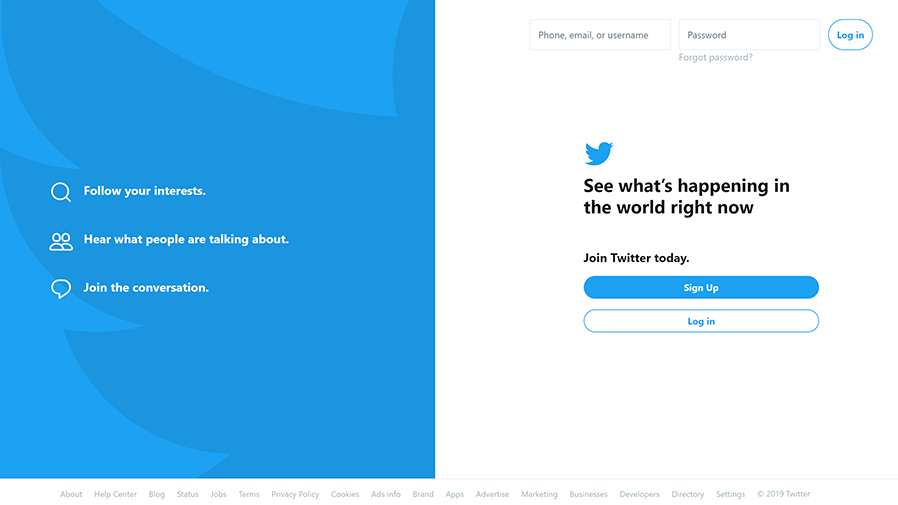 Phone, email, or username
Password
Log in
Forgot password?
Follow your interests.
Hear what people are talking about.
Join the conversation.
See what's happening in
the world right now
Join Twitter today.
Sign Up
Log in
About Help Center Blog Status Jobs Terms Privacy Policy Cookies Ads info Brand Apps Advertise Marketing Businesses Developers Directory Settings © 2019 Twitter